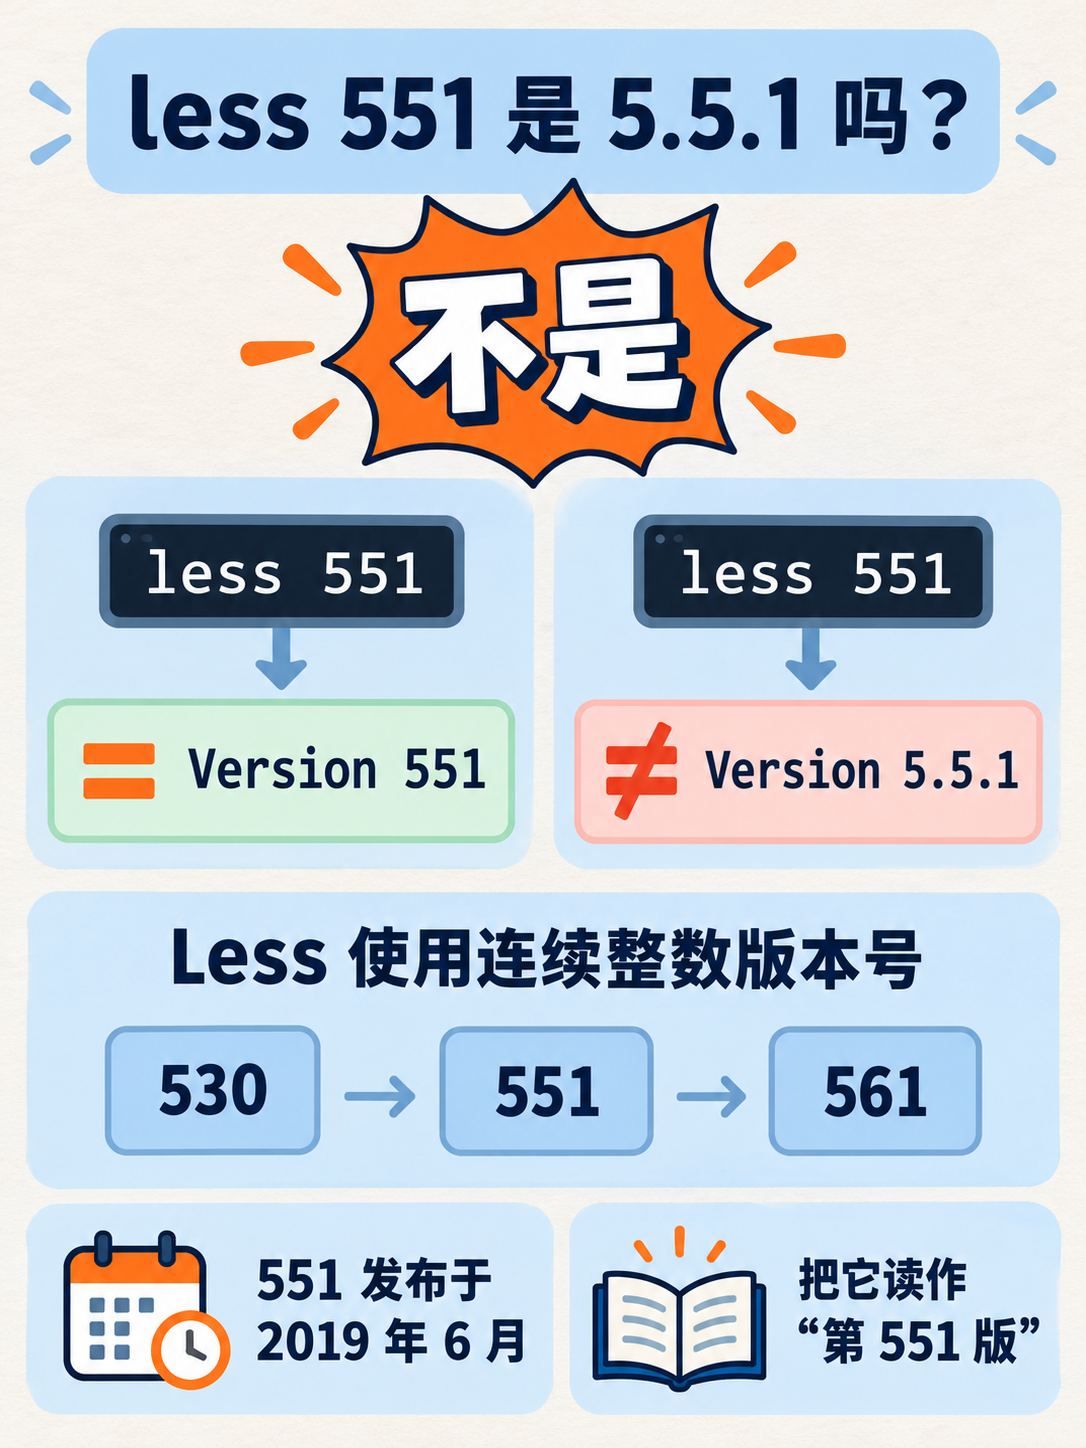 less 551 是 5.5.1 吗？
不是
less 551
= Version 551
less 551
≠ Version 5.5.1
Less 使用连续整数版本号
530 → 551 → 561
551 发布于
2019 年 6 月
把它读作
“第 551 版”